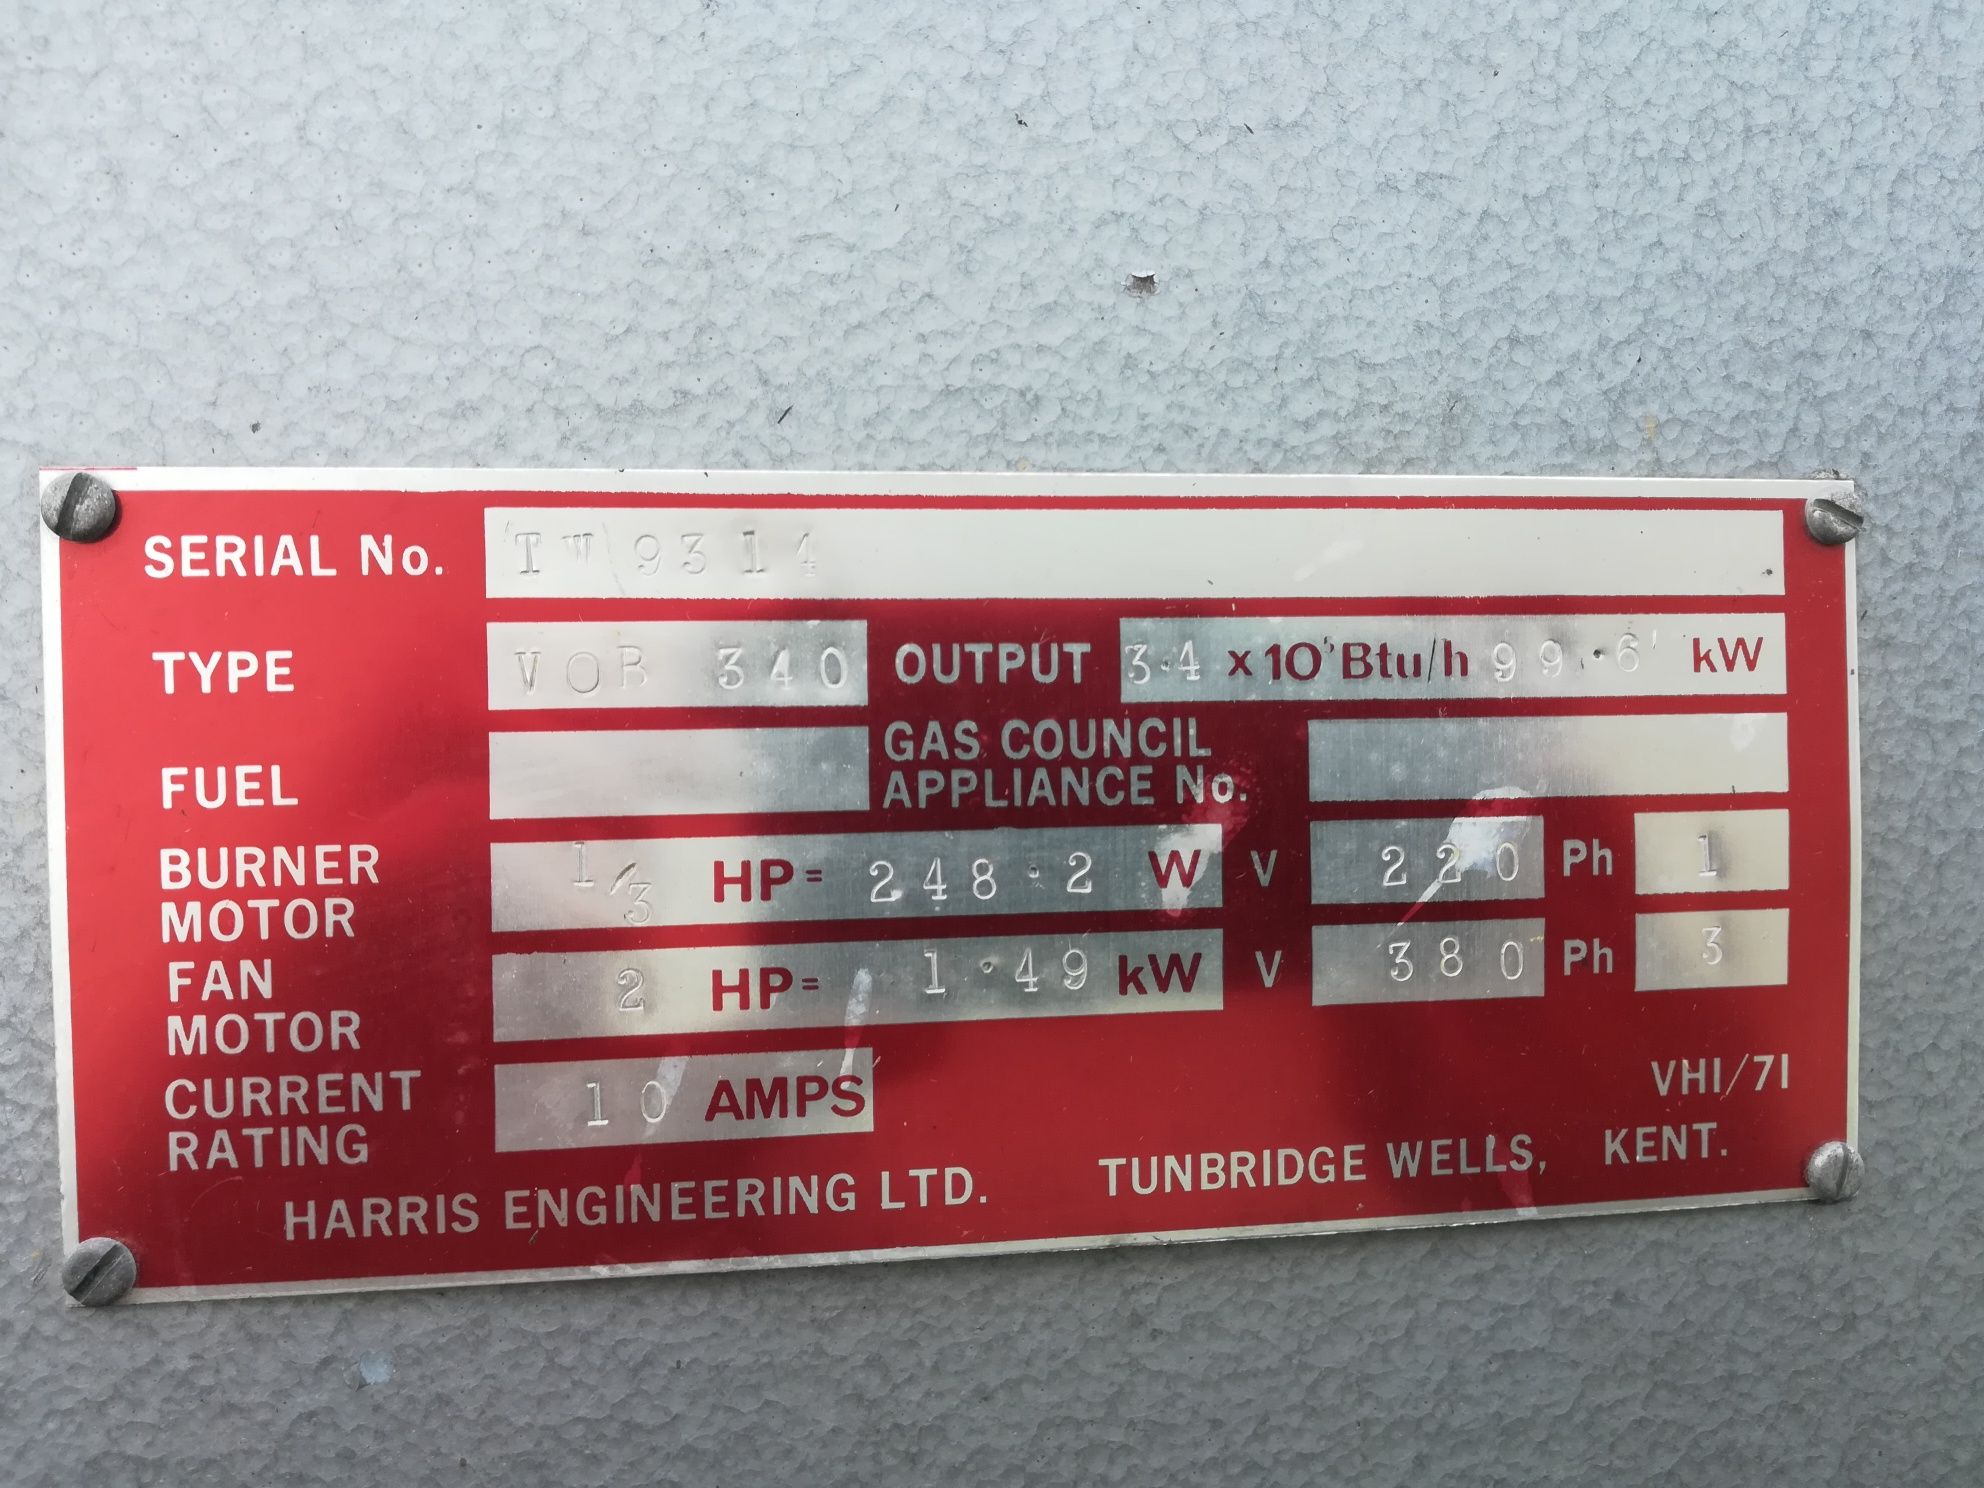 SERIAL No. TW 9314
TYPE VOB 340 OUTPUT 3.4 x10⁵Btu/h 99.6 kW
FUEL GAS COUNCIL APPLIANCE No.
BURNER MOTOR 1/3 HP= 248.2 W V 220 Ph 1
FAN MOTOR 2 HP= 1.49 kW V 380 Ph 3
CURRENT RATING 10 AMPS
VHI/71
HARRIS ENGINEERING LTD. TUNBRIDGE WELLS, KENT.